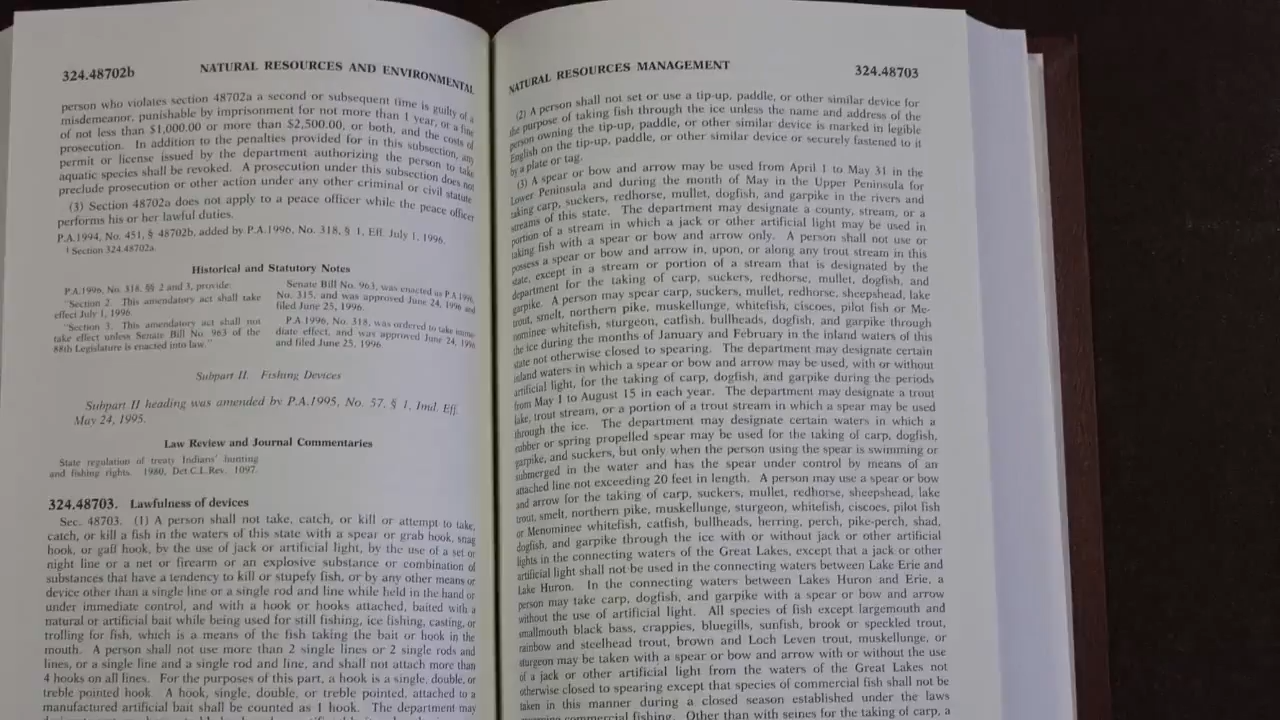 324.48702b NATURAL RESOURCES AND ENVIRONMENTAL
person who violates section 48702a a second or subsequent time is guilty of a
misdemeanor, punishable by imprisonment for not more than 1 year, or a fine
of not less than $1,000.00 or more than $2,500.00, or both, and the costs of
prosecution. In addition to the penalties provided for in this subsection, any
permit or license issued by the department authorizing the person to take
aquatic species shall be revoked. A prosecution under this subsection does not
preclude prosecution or other action under any other criminal or civil statute.
(3) Section 48702a does not apply to a peace officer while the peace officer
performs his or her lawful duties.
P.A.1994, No. 451, § 48702b, added by P.A.1996, No. 318, § 1, Eff. July 1, 1996.
1 Section 324.48702a.
Historical and Statutory Notes
P.A.1996, No. 318, §§ 2 and 3, provide:
"Section 2. This amendatory act shall take
effect July 1, 1996.
"Section 3. This amendatory act shall not
take effect unless Senate Bill No. 963 of the
88th Legislature is enacted into law."
Senate Bill No. 963, was enacted as P.A.1996,
No. 315, and was approved June 24, 1996 and
filed June 25, 1996.
P.A.1996, No. 318, was ordered to take imme-
diate effect, and was approved June 24, 1996
and filed June 25, 1996
Subpart II. Fishing Devices
Subpart II heading was amended by P.A.1995, No. 57, § 1, Imd. Eff.
May 24, 1995.
Law Review and Journal Commentaries
State regulation of treaty Indians' hunting
and fishing rights. 1980, Det.C.L.Rev. 1097.
324.48703. Lawfulness of devices
Sec. 48703. (1) A person shall not take, catch, or kill or attempt to take,
catch, or kill a fish in the waters of this state with a spear or grab hook, snag
hook, or gaff hook, by the use of jack or artificial light, by the use of a set or
night line or a net or firearm or an explosive substance or combination of
substances that have a tendency to kill or stupefy fish, or by any other means or
device other than a single line or a single rod and line while held in the hand or
under immediate control, and with a hook or hooks attached, baited with a
natural or artificial bait while being used for still fishing, ice fishing, casting, or
trolling for fish, which is a means of the fish taking the bait or hook in the
mouth. A person shall not use more than 2 single lines or 2 single rods and
lines, or a single line and a single rod and line, and shall not attach more than
4 hooks on all lines. For the purposes of this part, a hook is a single, double, or
treble pointed hook. A hook, single, double, or treble pointed, attached to a
manufactured artificial bait shall be counted as 1 hook. The department may
NATURAL RESOURCES MANAGEMENT 324.48703
(2) A person shall not set or use a tip-up, paddle, or other similar device for
the purpose of taking fish through the ice unless the name and address of the
person owning the tip-up, paddle, or other similar device is marked in legible
English on the tip-up, paddle, or other similar device or securely fastened to it
by a plate or tag.
(3) A spear or bow and arrow may be used from April 1 to May 31 in the
Lower Peninsula and during the month of May in the Upper Peninsula for
taking carp, suckers, redhorse, mullet, dogfish, and garpike in the rivers and
streams of this state. The department may designate a county, stream, or a
portion of a stream in which a jack or other artificial light may be used in
taking fish with a spear or bow and arrow only. A person shall not use or
possess a spear or bow and arrow in, upon, or along any trout stream in this
state, except in a stream or portion of a stream that is designated by the
department for the taking of carp, suckers, redhorse, mullet, dogfish, and
garpike. A person may spear carp, suckers, mullet, redhorse, sheepshead, lake
trout, smelt, northern pike, muskellunge, whitefish, ciscoes, pilot fish or Me-
nominee whitefish, sturgeon, catfish, bullheads, dogfish, and garpike through
the ice during the months of January and February in the inland waters of this
state not otherwise closed to spearing. The department may designate certain
inland waters in which a spear or bow and arrow may be used, with or without
artificial light, for the taking of carp, dogfish, and garpike during the periods
from May 1 to August 15 in each year. The department may designate a trout
lake, trout stream, or a portion of a trout stream in which a spear may be used
through the ice. The department may designate certain waters in which a
rubber or spring propelled spear may be used for the taking of carp, dogfish,
garpike, and suckers, but only when the person using the spear is swimming or
submerged in the water and has the spear under control by means of an
attached line not exceeding 20 feet in length. A person may use a spear or bow
and arrow for the taking of carp, suckers, mullet, redhorse, sheepshead, lake
trout, smelt, northern pike, muskellunge, sturgeon, whitefish, ciscoes, pilot fish
or Menominee whitefish, catfish, bullheads, herring, perch, pike-perch, shad,
dogfish, and garpike through the ice with or without jack or other artificial
lights in the connecting waters of the Great Lakes, except that a jack or other
artificial light shall not be used in the connecting waters between Lake Erie and
Lake Huron. In the connecting waters between Lakes Huron and Erie, a
person may take carp, dogfish, and garpike with a spear or bow and arrow
without the use of artificial light. All species of fish except largemouth and
smallmouth black bass, crappies, bluegills, sunfish, brook or speckled trout,
rainbow and steelhead trout, brown and Loch Leven trout, muskellunge, or
sturgeon may be taken with a spear or bow and arrow with or without the use
of a jack or other artificial light from the waters of the Great Lakes not
otherwise closed to spearing except that species of commercial fish shall not be
taken in this manner during a closed season established under the laws
commercial fishing. Other than with seines for the taking of carp, a